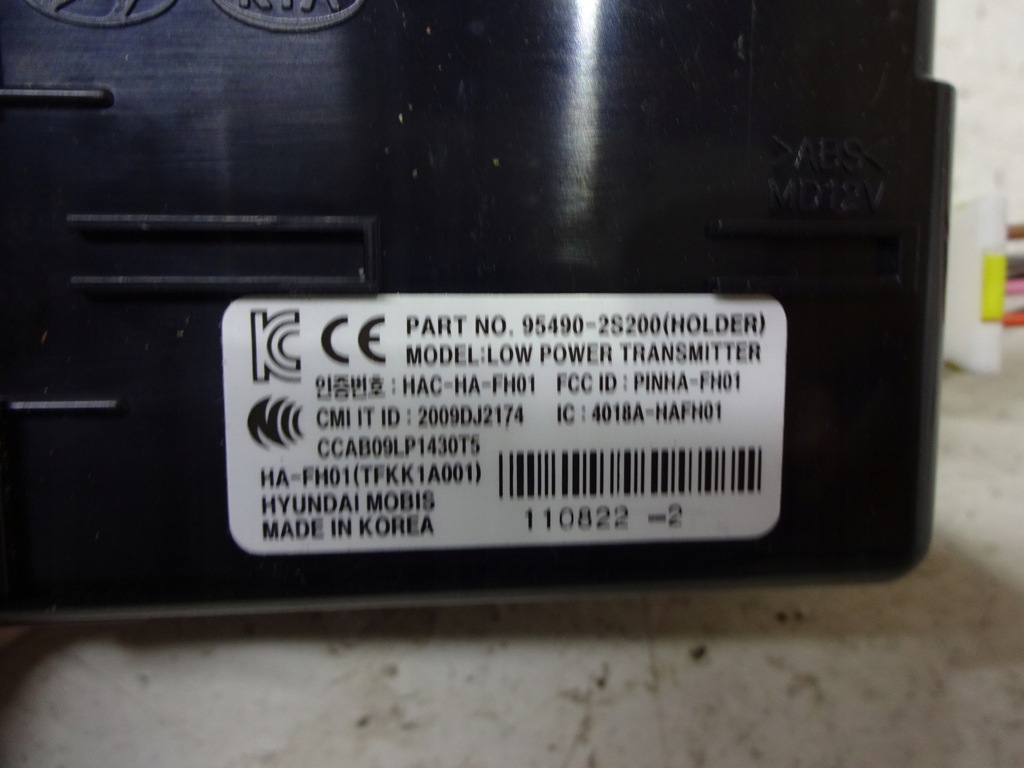 KIA
>ABS<
MD12V
PART NO. 95490-2S200(HOLDER)
MODEL:LOW POWER TRANSMITTER
인증번호 : HAC-HA-FH01 FCC ID : PINHA-FH01
CMI IT ID : 2009DJ2174 IC : 4018A-HAFH01
CCAB09LP1430T5
HA-FH01(TFKK1A001)
HYUNDAI MOBIS
MADE IN KOREA
110822 -2